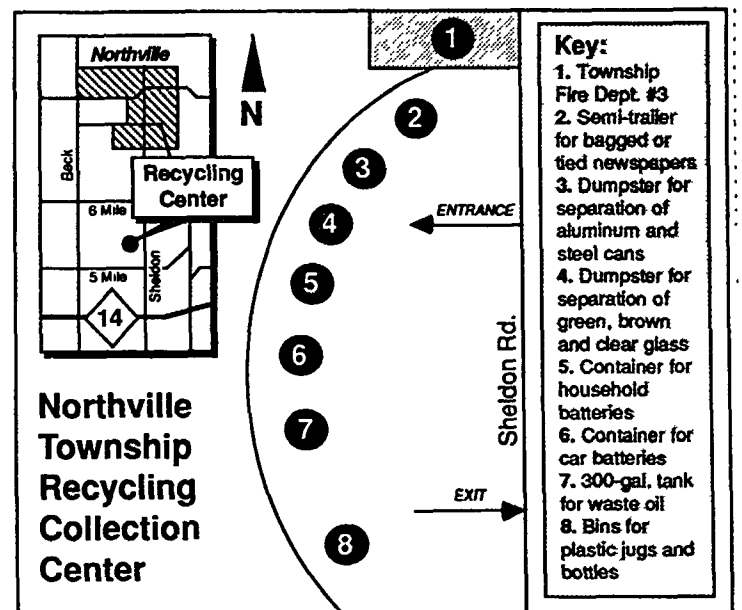 Northville
Beck
Recycling
Center
6 Mile
5 Mile
Sheldon
14
N
1
2
3
4
5
6
7
8
ENTRANCE
EXIT
Sheldon Rd.
Northville
Township
Recycling
Collection
Center
Key:
1. Township
Fire Dept. #3
2. Semi-trailer
for bagged or
tied newspapers
3. Dumpster for
separation of
aluminum and
steel cans
4. Dumpster for
separation of
green, brown
and clear glass
5. Container for
household
batteries
6. Container for
car batteries
7. 300-gal. tank
for waste oil
8. Bins for
plastic jugs and
bottles